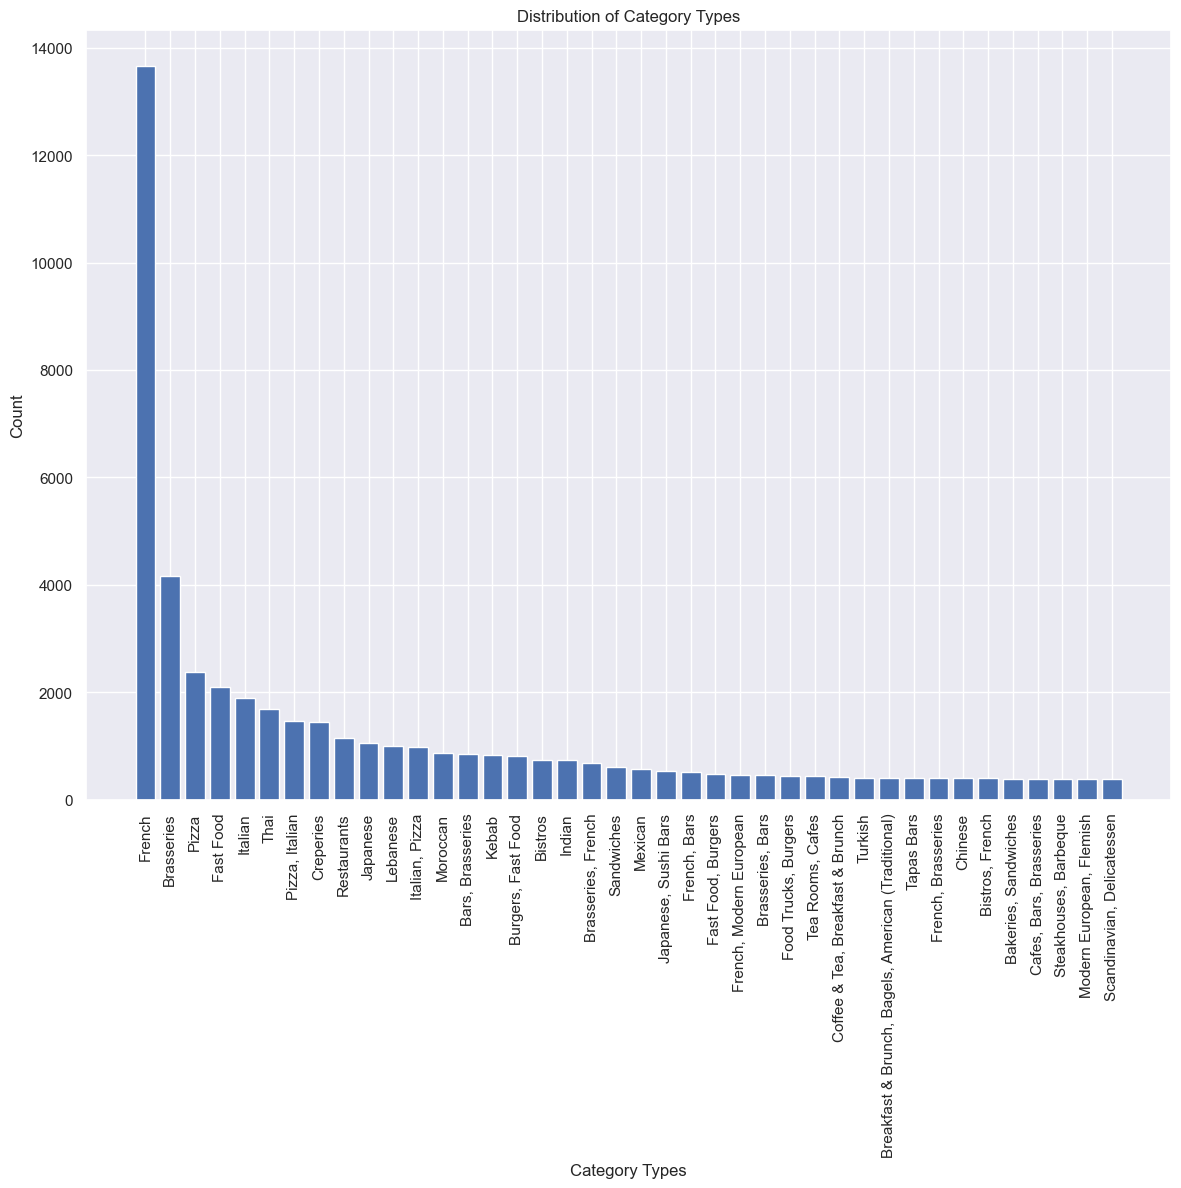 Distribution of Category Types
14000
12000
10000
8000
6000
4000
2000
0
Count
French
Brasseries
Pizza
Fast Food
Italian
Thai
Pizza, Italian
Creperies
Restaurants
Japanese
Lebanese
Italian, Pizza
Moroccan
Bars, Brasseries
Kebab
Burgers, Fast Food
Bistros
Indian
Brasseries, French
Sandwiches
Mexican
Japanese, Sushi Bars
French, Bars
Fast Food, Burgers
French, Modern European
Brasseries, Bars
Food Trucks, Burgers
Tea Rooms, Cafes
Coffee & Tea, Breakfast & Brunch
Turkish
Breakfast & Brunch, Bagels, American (Traditional)
Tapas Bars
French, Brasseries
Chinese
Bistros, French
Bakeries, Sandwiches
Cafes, Bars, Brasseries
Steakhouses, Barbeque
Modern European, Flemish
Scandinavian, Delicatessen
Category Types